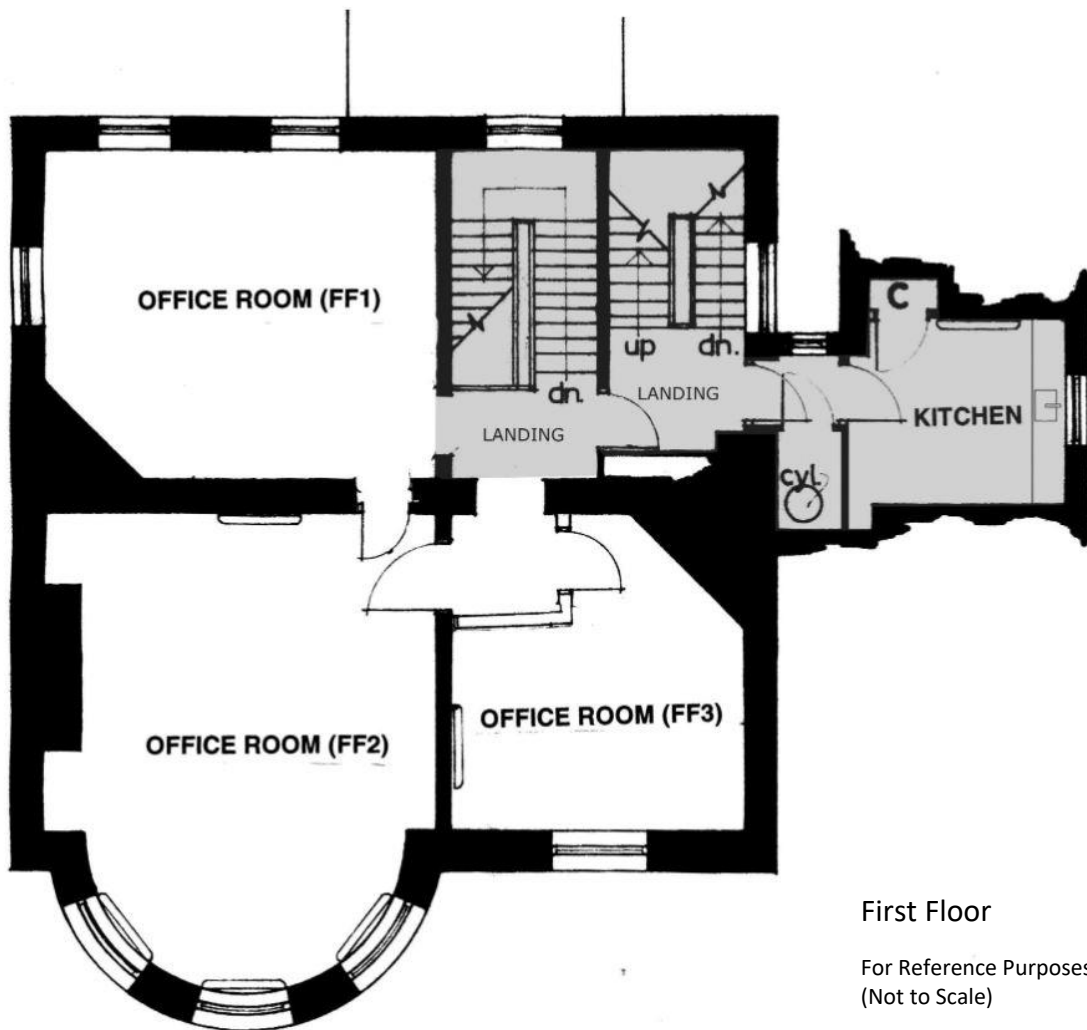 C
OFFICE ROOM (FF1)
up
dn.
dn.
LANDING
LANDING
KITCHEN
cyl
OFFICE ROOM (FF3)
OFFICE ROOM (FF2)
First Floor
For Reference Purposes
(Not to Scale)